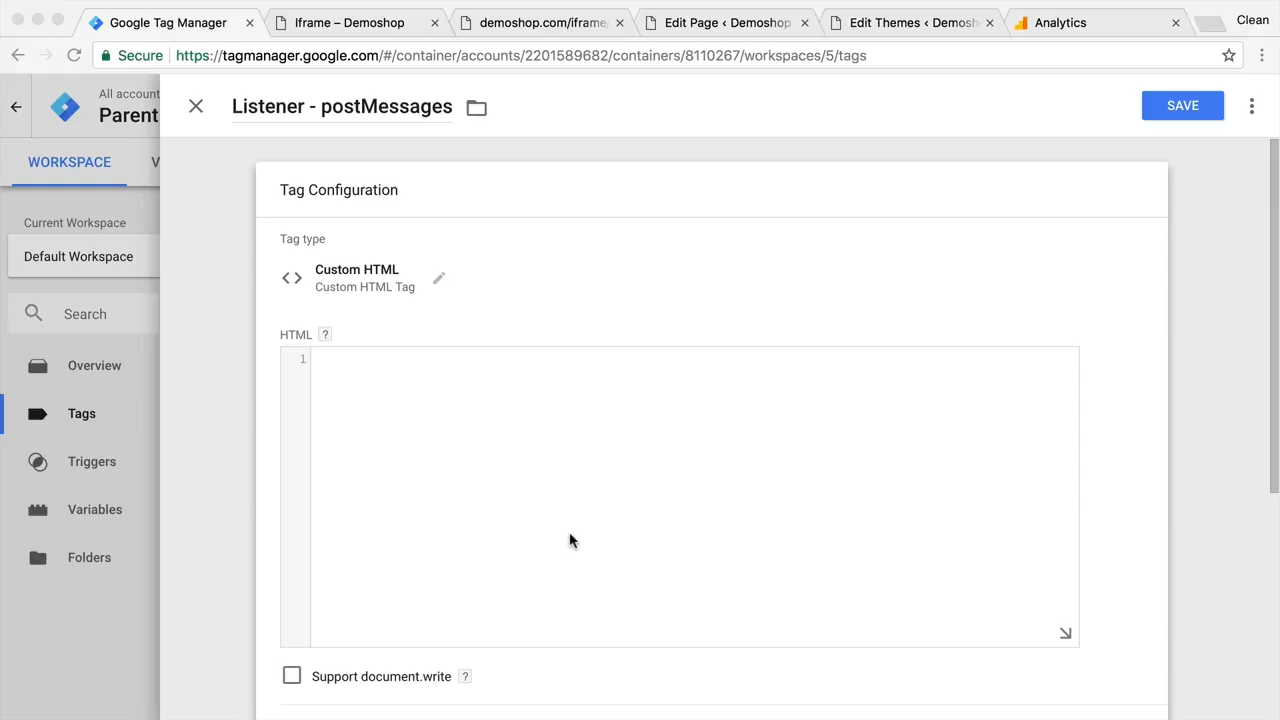 Google Tag Manager
Iframe – Demoshop
demoshop.com/iframe
Edit Page ‹ Demoshop
Edit Themes ‹ Demosh
Analytics
Clean
Secure
https://tagmanager.google.com/#/container/accounts/2201589682/containers/8110267/workspaces/5/tags
All account
Parent
Listener - postMessages
SAVE
WORKSPACE
V
Tag Configuration
Current Workspace
Default Workspace
Tag type
Custom HTML
Custom HTML Tag
Search
HTML ?
1
Overview
Tags
Triggers
Variables
Folders
Support document.write ?